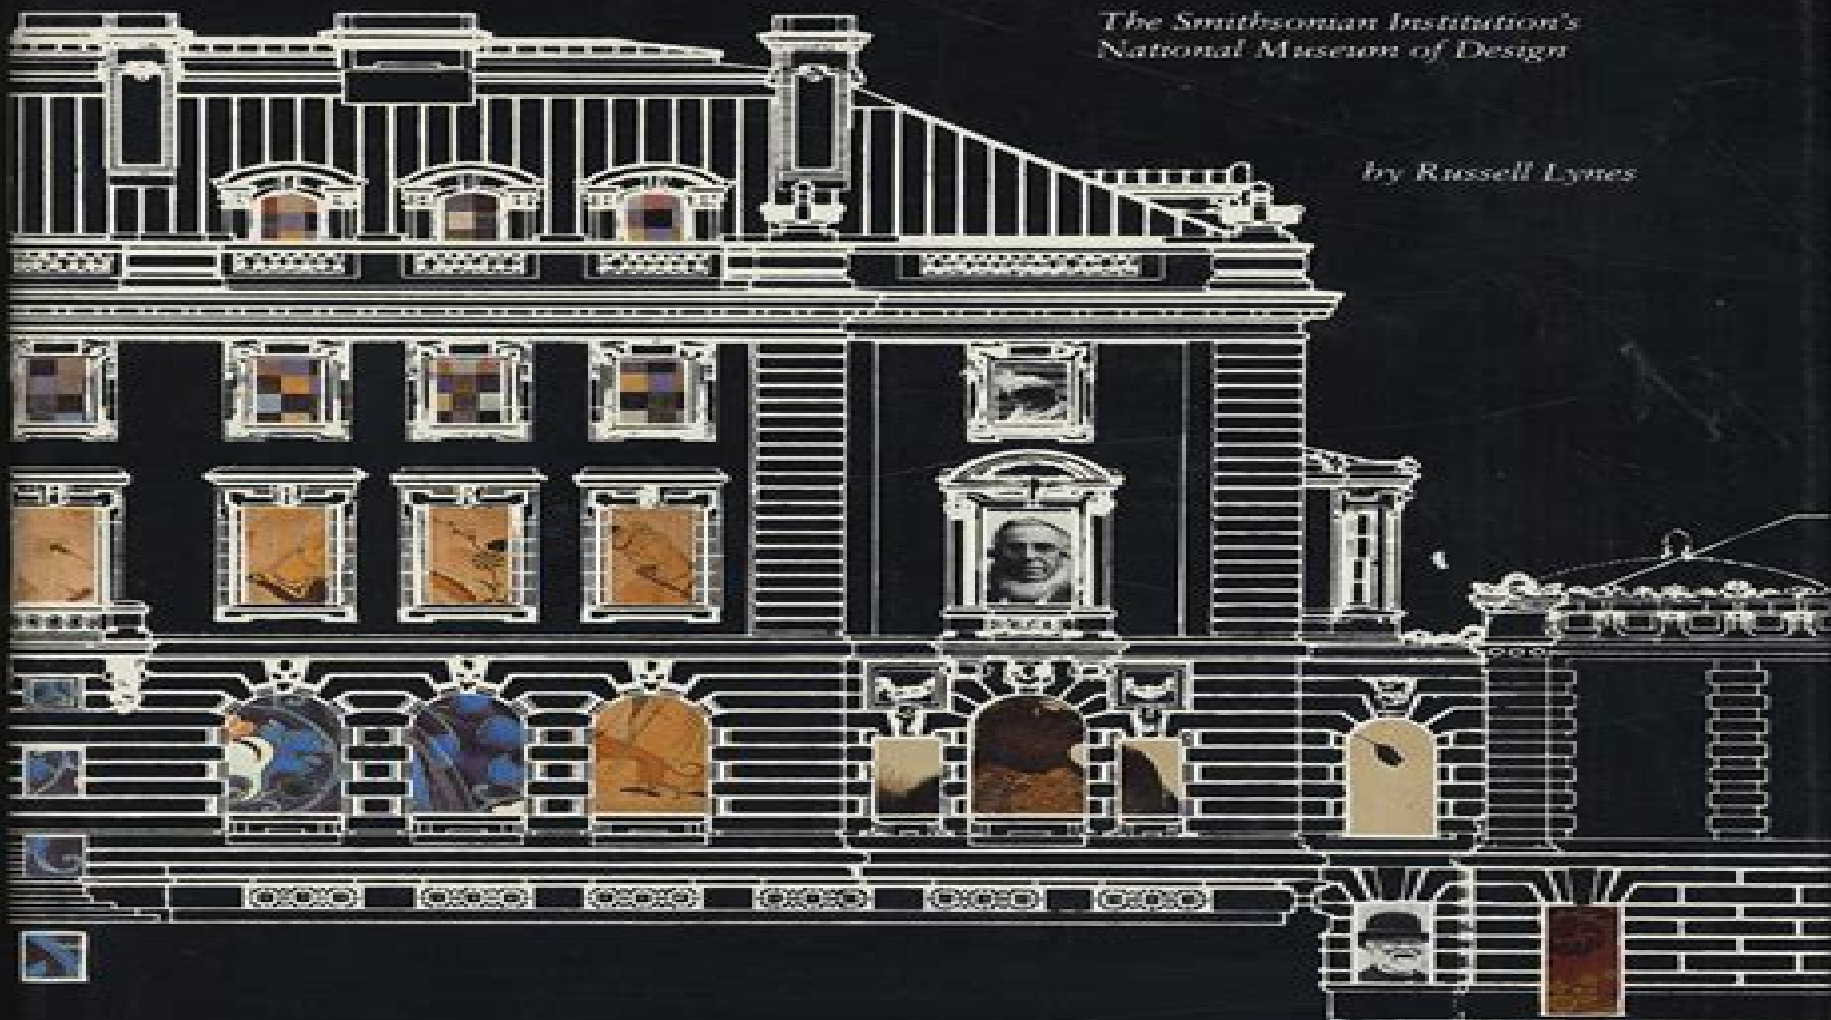 The Smithsonian Institution's
National Museum of Design
by Russell Lynes